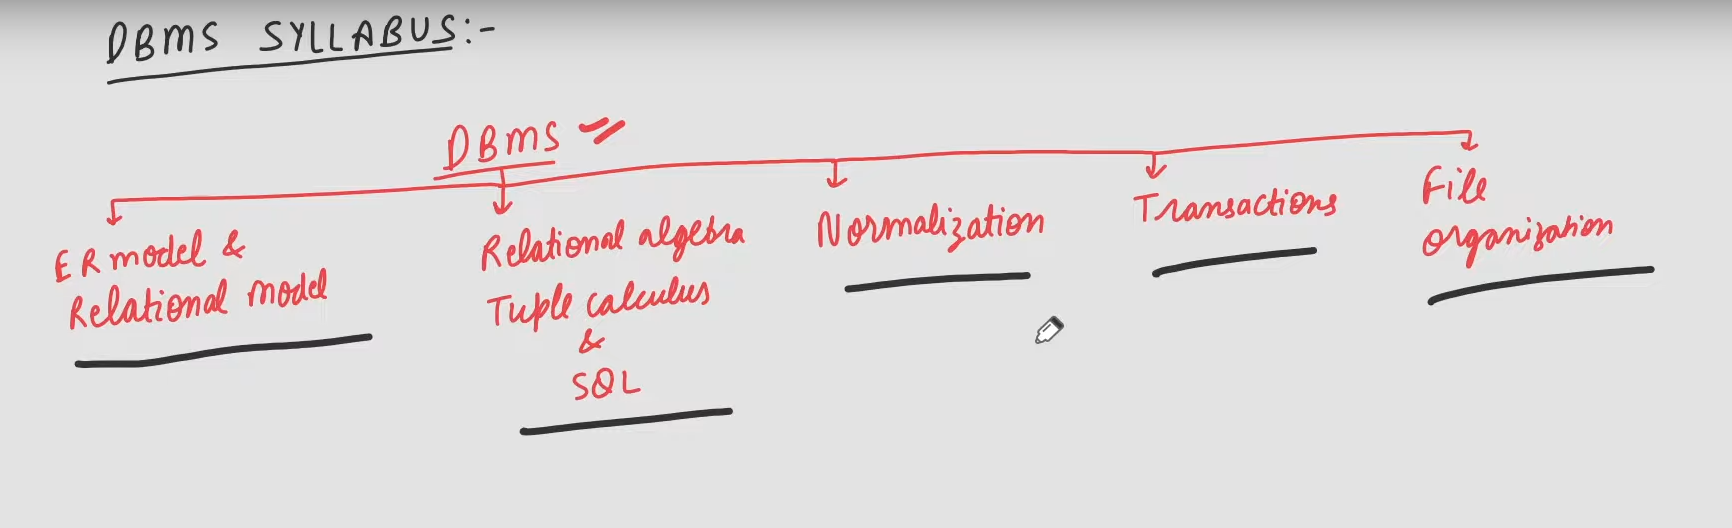 DBMS SYLLABUS:-
DBMS
ER model &
Relational model
Relational algebra
Tuple calculus
&
SQL
Normalization
Transactions
File
organization